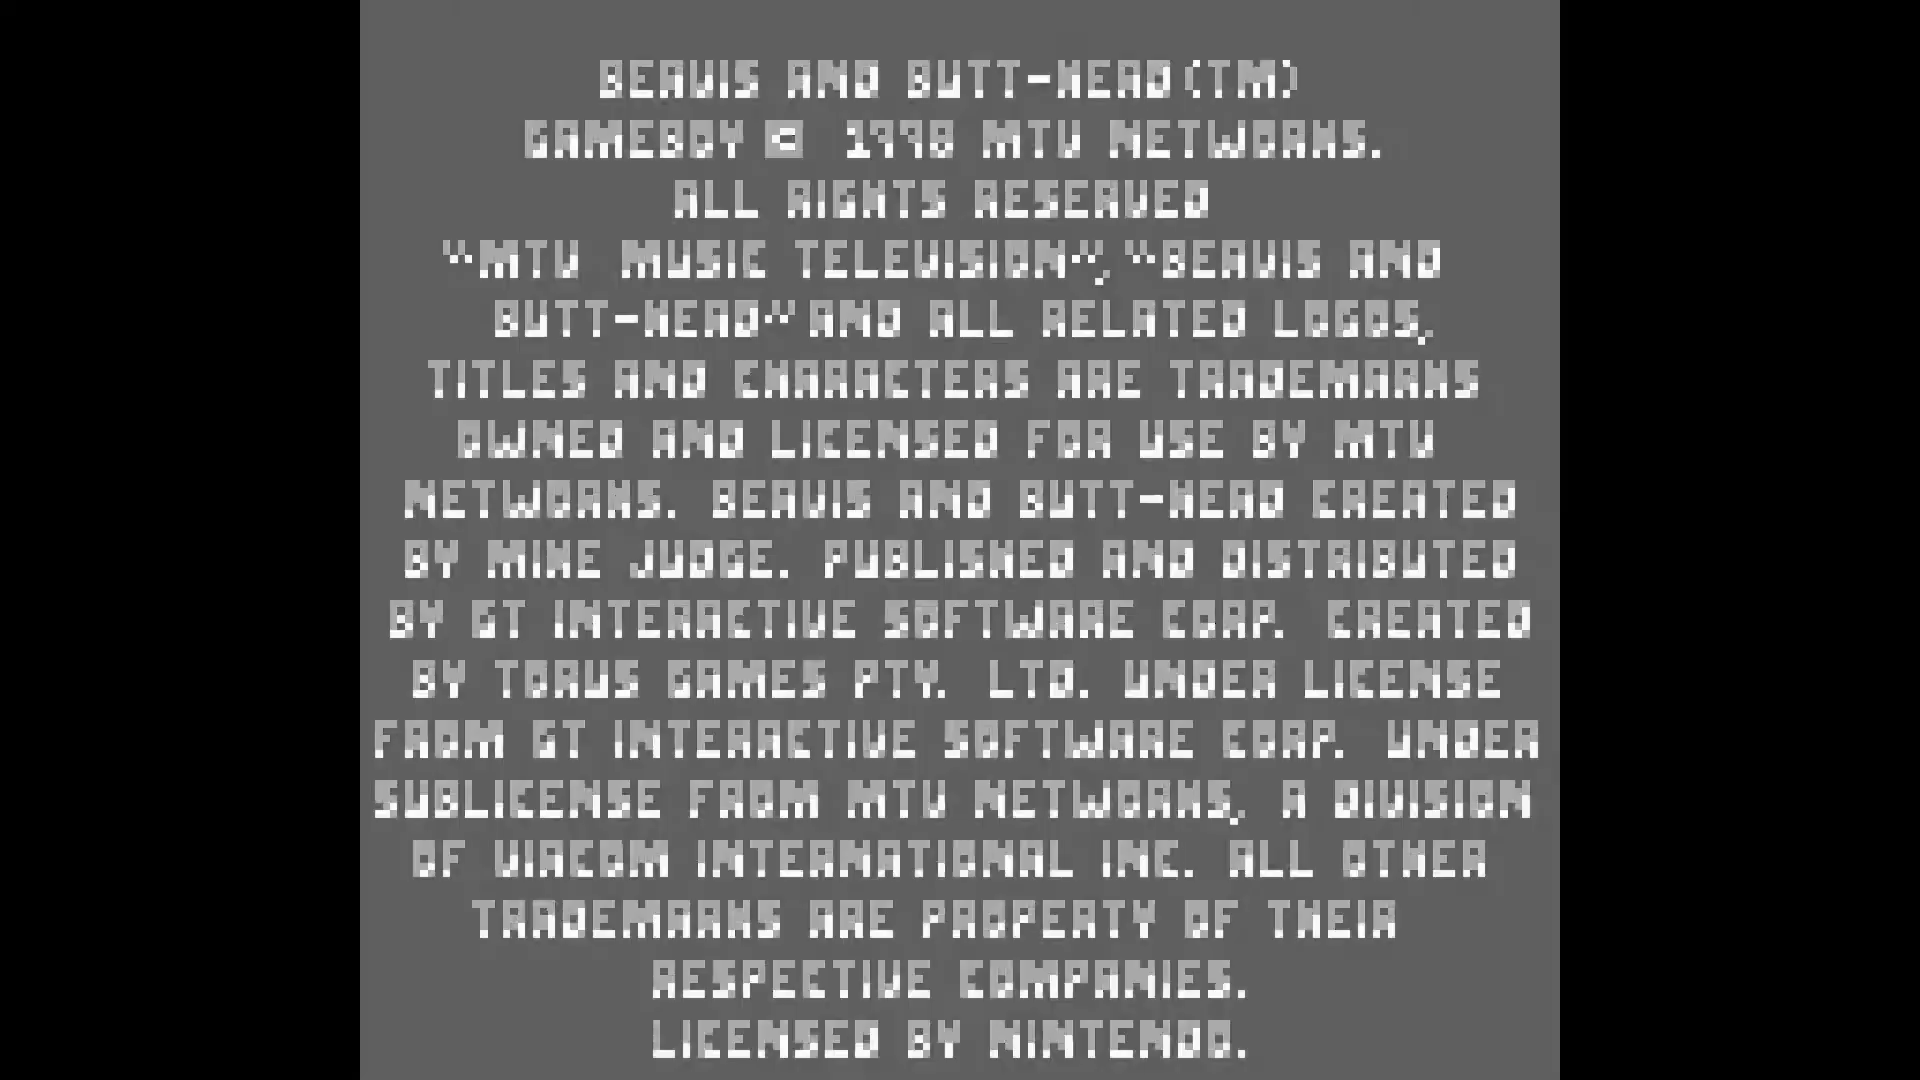 BEAVIS AND BUTT-HEAD(TM)
GAMEBOY © 1998 MTV NETWORKS.
ALL RIGHTS RESERVED
"MTV MUSIC TELEVISION","BEAVIS AND
BUTT-HEAD"AND ALL RELATED LOGOS,
TITLES AND CHARACTERS ARE TRADEMARKS
OWNED AND LICENSED FOR USE BY MTV
NETWORKS. BEAVIS AND BUTT-HEAD CREATED
BY MIKE JUDGE. PUBLISHED AND DISTRIBUTED
BY GT INTERACTIVE SOFTWARE CORP. CREATED
BY TORUS GAMES PTY. LTD. UNDER LICENSE
FROM GT INTERACTIVE SOFTWARE CORP. UNDER
SUBLICENSE FROM MTV NETWORKS, A DIVISION
OF VIACOM INTERNATIONAL INC. ALL OTHER
TRADEMARKS ARE PROPERTY OF THEIR
RESPECTIVE COMPANIES.
LICENSED BY NINTENDO.